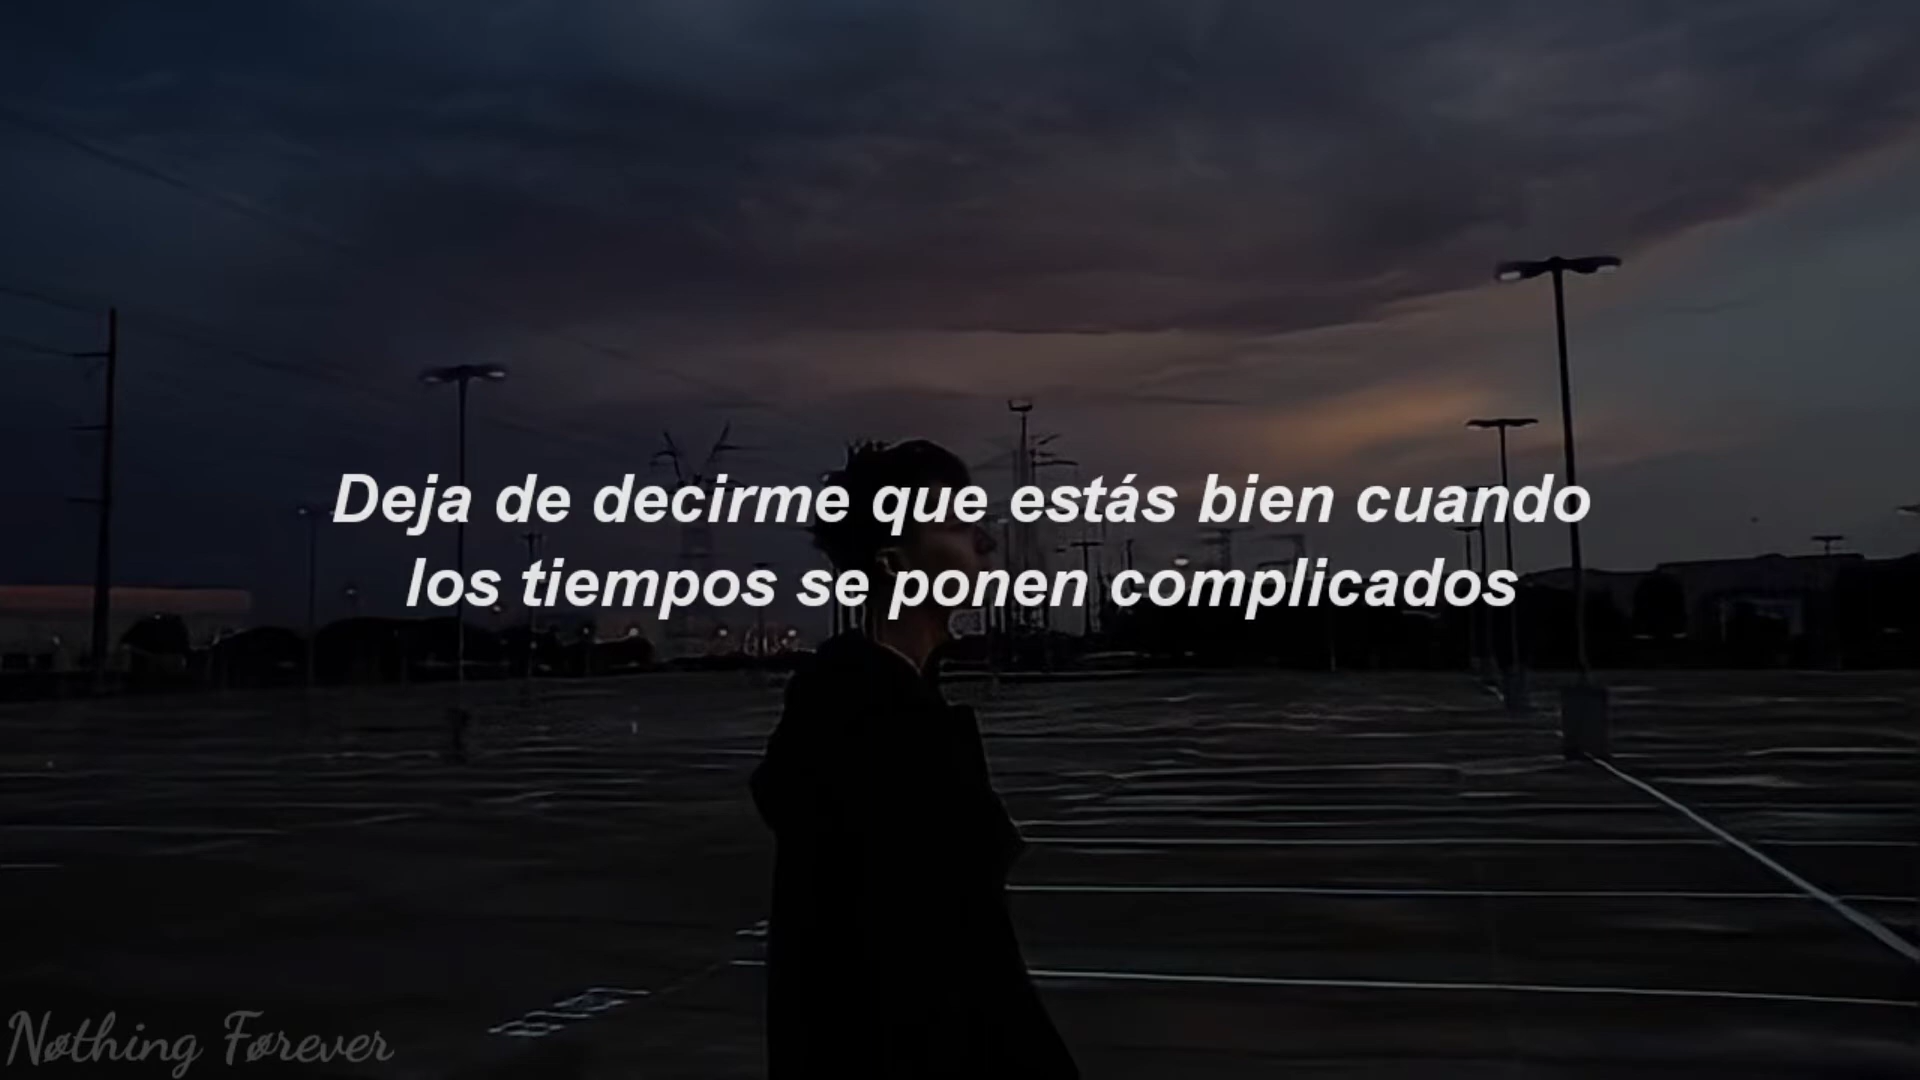 Deja de decirme que estás bien cuando
los tiempos se ponen complicados
Nøthing Førever